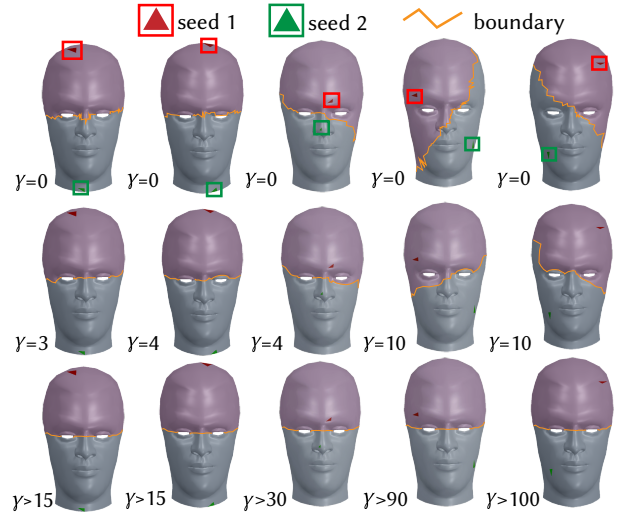 seed 1 seed 2 boundary
γ=0 γ=0 γ=0 γ=0 γ=0
γ=3 γ=4 γ=4 γ=10 γ=10
γ>15 γ>15 γ>30 γ>90 γ>100